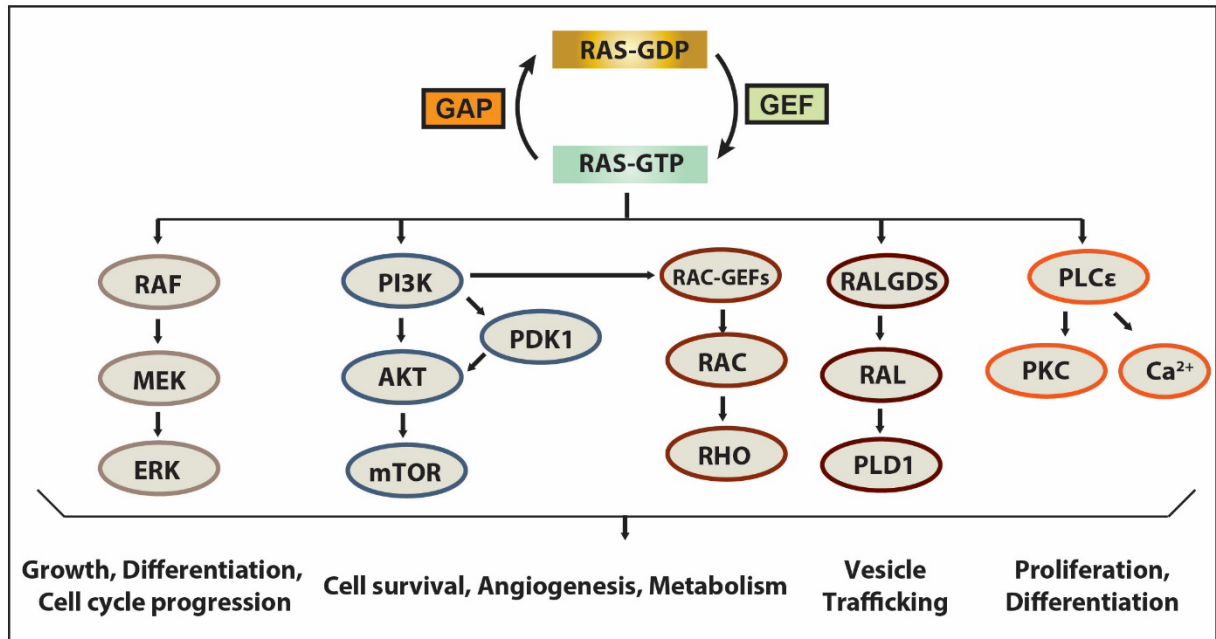 RAS-GDP
GAP
GEF
RAS-GTP
RAF
PI3K
RAC-GEFs
RALGDS
PLCε
PDK1
MEK
AKT
RAC
RAL
PKC
Ca²⁺
ERK
mTOR
RHO
PLD1
Growth, Differentiation,
Cell cycle progression
Cell survival, Angiogenesis, Metabolism
Vesicle
Trafficking
Proliferation,
Differentiation